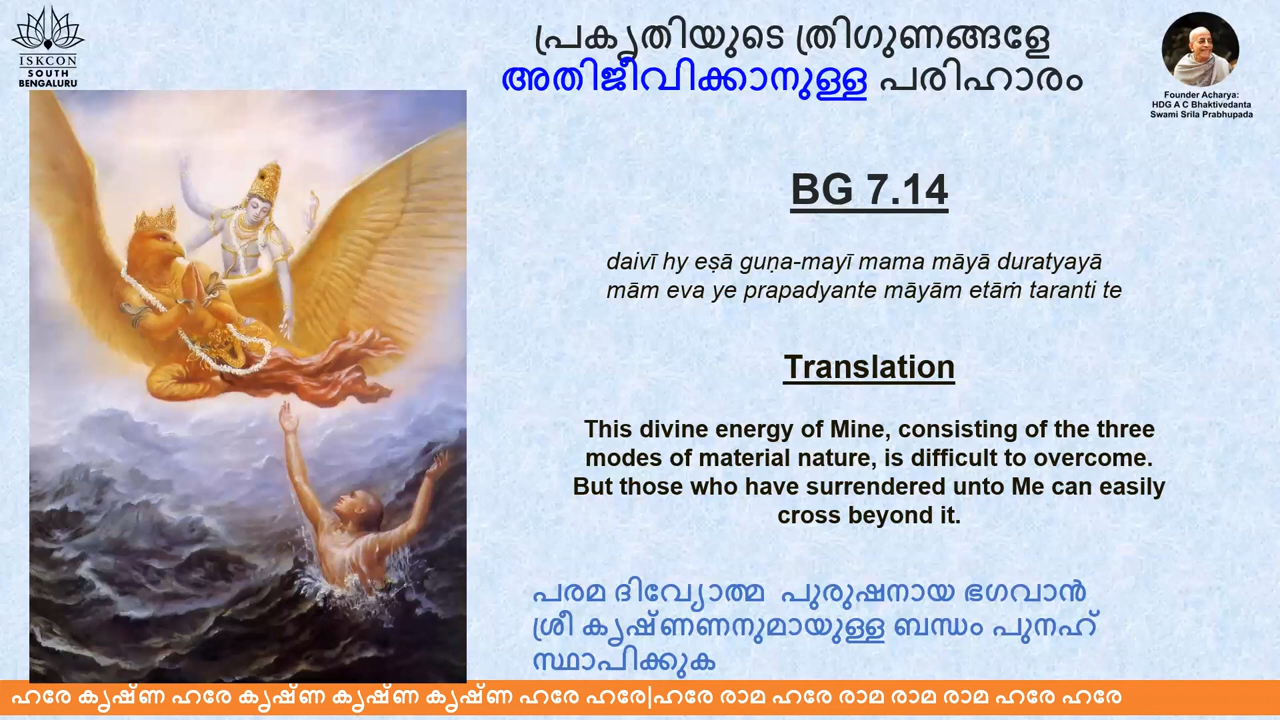 ISKCON
SOUTH
BENGALURU
പ്രകൃതിയുടെ ത്രിഗുണങ്ങളേ
അതിജീവിക്കാനുള്ള പരിഹാരം
Founder Acharya:
HDG A C Bhaktivedanta
Swami Srila Prabhupada
BG 7.14
daivī hy eṣā guṇa-mayī mama māyā duratyayā
mām eva ye prapadyante māyām etāṁ taranti te
Translation
This divine energy of Mine, consisting of the three
modes of material nature, is difficult to overcome.
But those who have surrendered unto Me can easily
cross beyond it.
പരമ ദിവ്യോത്മ പുരുഷനായ ഭഗവാൻ
ശ്രീ കൃഷ്ണണനുമായുള്ള ബന്ധം പുനഹ്
സ്ഥാപിക്കുക
ഹരേ കൃഷ്ണ ഹരേ കൃഷ്ണ കൃഷ്ണ കൃഷ്ണ ഹരേ ഹരേ|ഹരേ രാമ ഹരേ രാമ രാമ രാമ ഹരേ ഹരേ